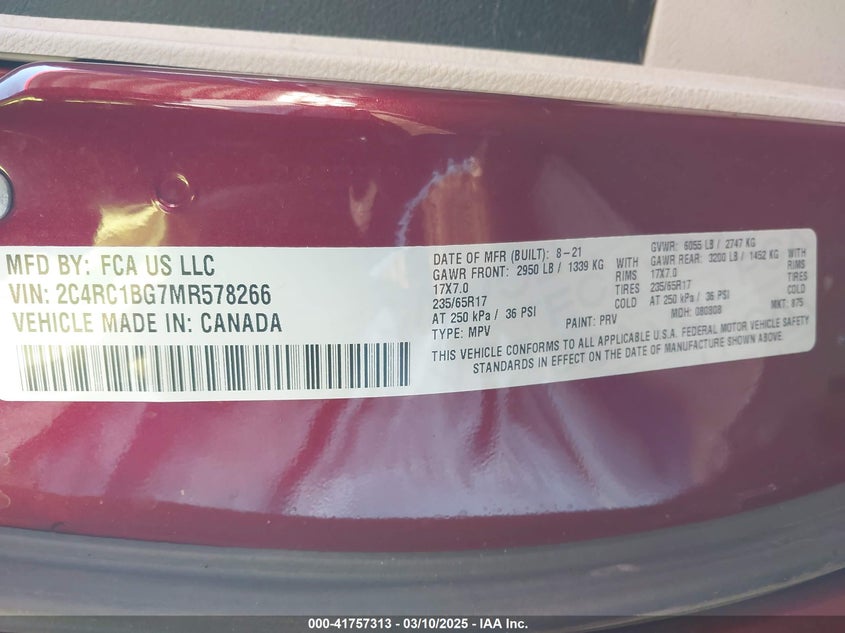 MFD BY: FCA US LLC
VIN: 2C4RC1BG7MR578266
VEHICLE MADE IN: CANADA
DATE OF MFR (BUILT): 8-21
GAWR FRONT: 2950 LB / 1339 KG WITH
17X7.0 RIMS
235/65R17 TIRES
AT 250 kPa / 36 PSI COLD
TYPE: MPV PAINT: PRV
GVWR: 6055 LB / 2747 KG
GAWR REAR: 3200 LB / 1452 KG WITH
17X7.0 RIMS
235/65R17 TIRES
AT 250 kPa / 36 PSI COLD
MDH: 080808 MKT: 875
THIS VEHICLE CONFORMS TO ALL APPLICABLE U.S.A. FEDERAL MOTOR VEHICLE SAFETY
STANDARDS IN EFFECT ON THE DATE OF MANUFACTURE SHOWN ABOVE.
000-41757313 - 03/10/2025 - IAA Inc.